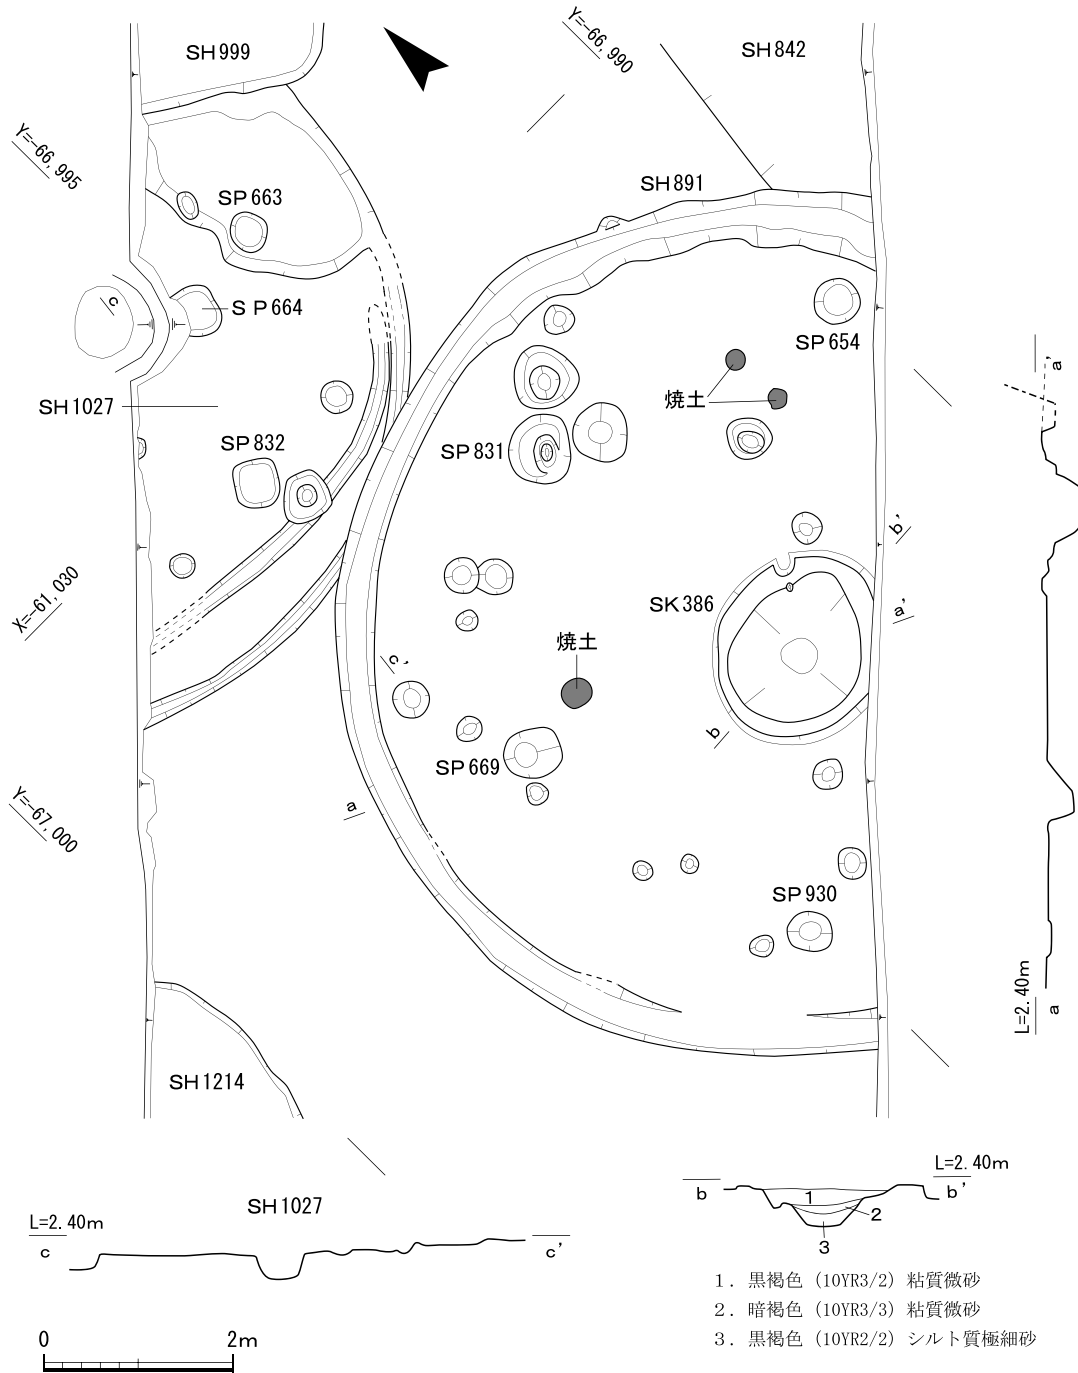 SH999
Y=-66,990
SH842
Y=-66,995
SP663
SH891
c
SP664
SP654
a'
焼土
SH1027
SP832
SP831
b'
SK386
a'
X=-61,030
焼土
c'
b
SP669
Y=-67,000
a
SP930
L=2.40m
a
SH1214
SH1027
L=2.40m
c
c'
L=2.40m
b
b'
1
2
3
1．黒褐色（10YR3/2）粘質微砂
2．暗褐色（10YR3/3）粘質微砂
3．黒褐色（10YR2/2）シルト質極細砂
0
2m